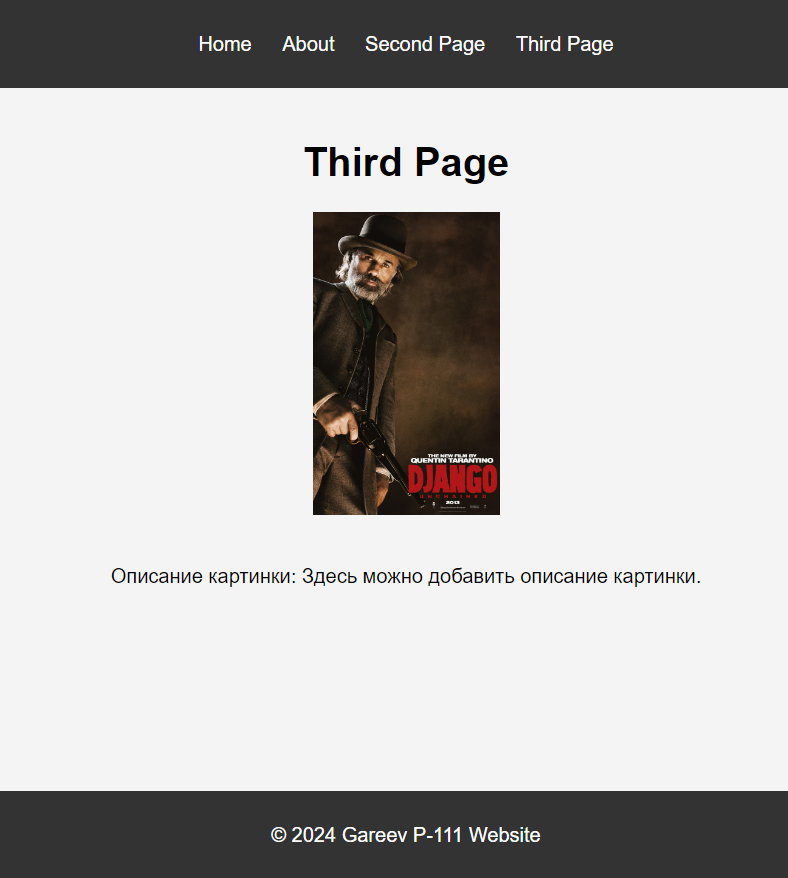 Home About Second Page Third Page
Third Page
THE NEW FILM BY
QUENTIN TARANTINO
DJANGO
UNCHAINED
2013
Описание картинки: Здесь можно добавить описание картинки.
© 2024 Gareev P-111 Website